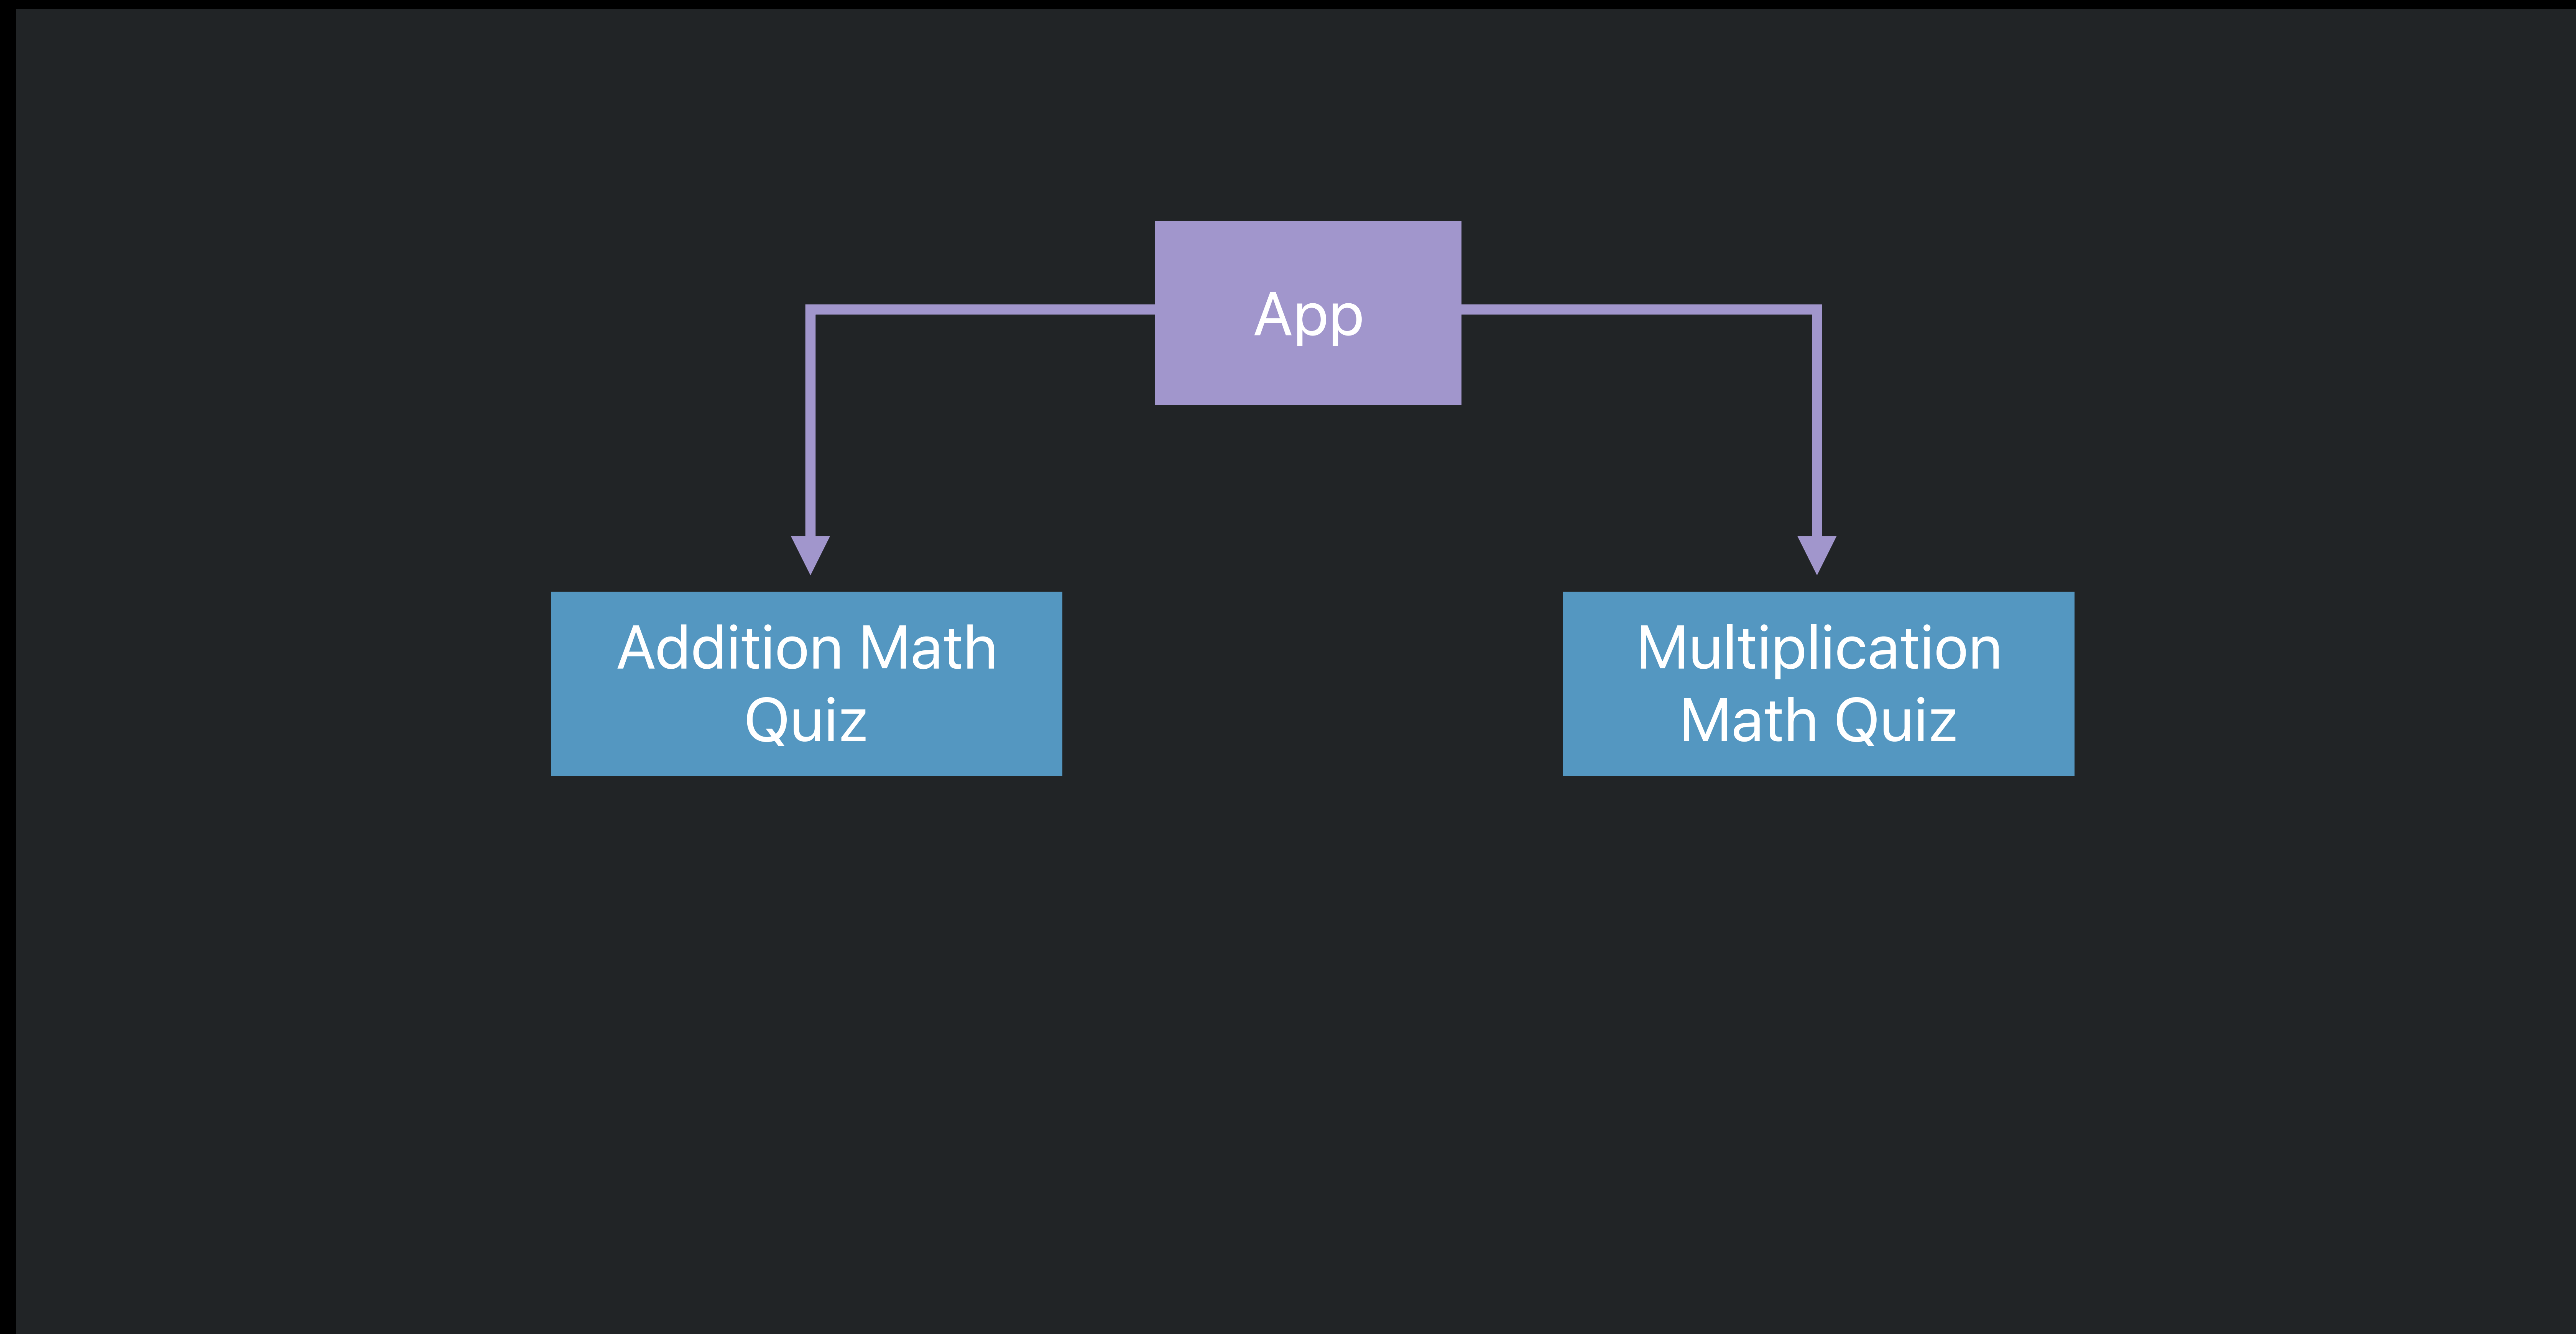 App
Addition Math
Quiz
Multiplication
Math Quiz